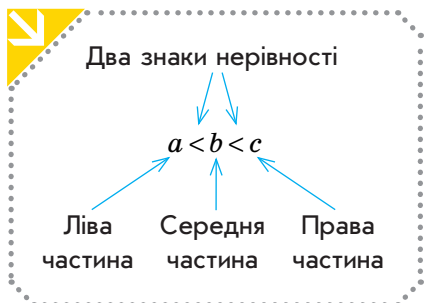 Два знаки нерівності
a < b < c
Ліва Середня Права
частина частина частина